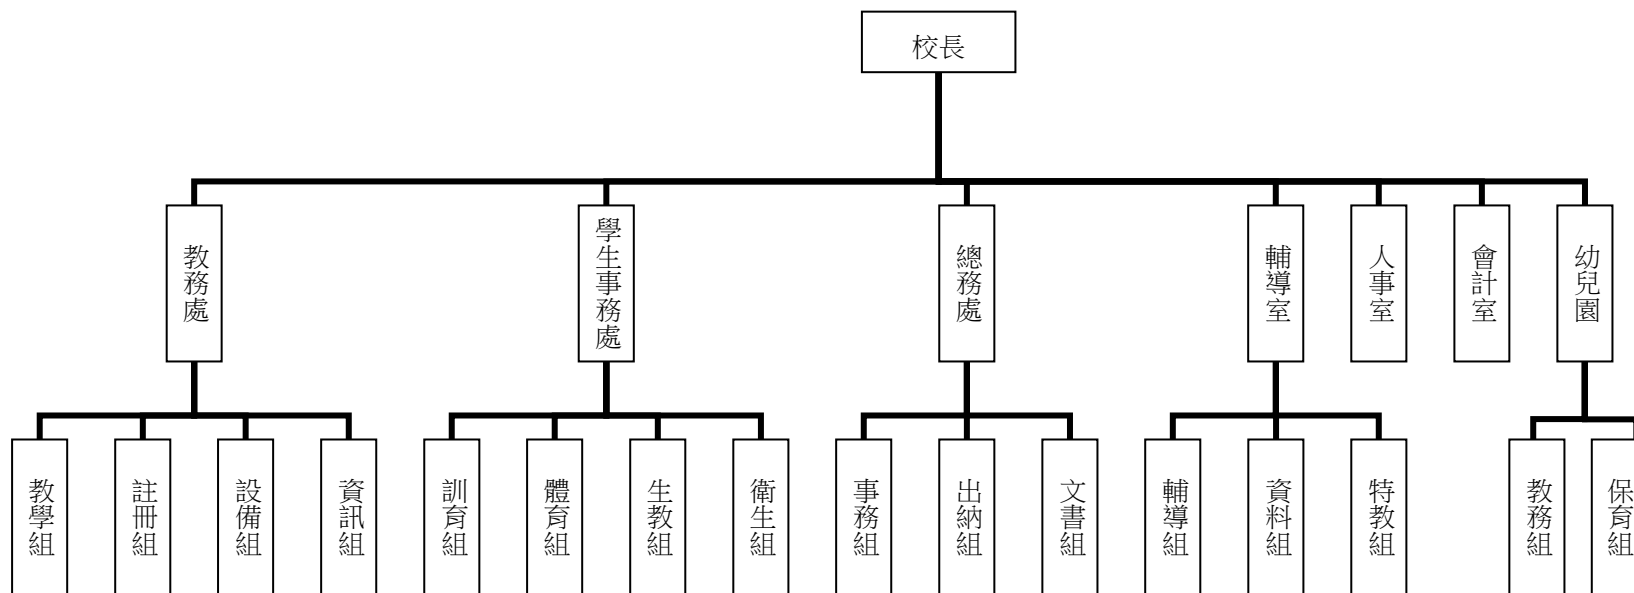 校長
教務處
學生事務處
總務處
輔導室
人事室
會計室
幼兒園
教學組
註冊組
設備組
資訊組
訓育組
體育組
生教組
衛生組
事務組
出納組
文書組
輔導組
資料組
特教組
教務組
保育組